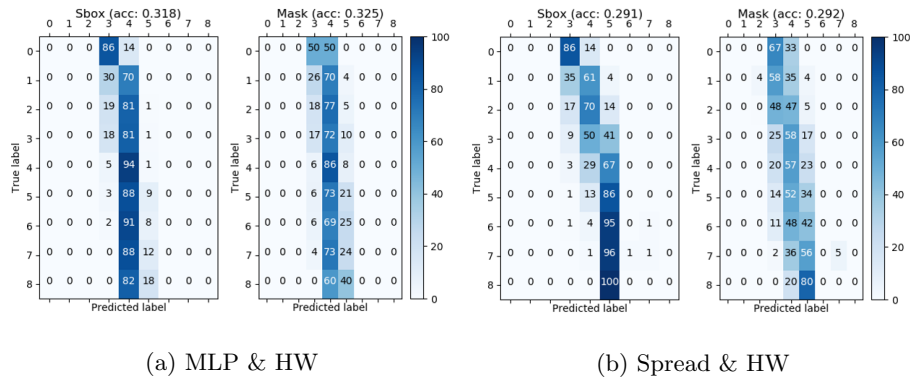 Sbox (acc: 0.318)
0 1 2 3 4 5 6 7 8
True label
0 0 0 0 86 14 0 0 0 0
1 0 0 0 30 70 0 0 0 0
2 0 0 0 19 81 1 0 0 0
3 0 0 0 18 81 1 0 0 0
4 0 0 0 5 94 1 0 0 0
5 0 0 0 3 88 9 0 0 0
6 0 0 0 2 91 8 0 0 0
7 0 0 0 0 88 12 0 0 0
8 0 0 0 0 82 18 0 0 0
Mask (acc: 0.325)
0 1 2 3 4 5 6 7 8
0 0 0 50 50 0 0 0 0
0 0 0 26 70 4 0 0 0
0 0 0 18 77 5 0 0 0
0 0 0 17 72 10 0 0 0
0 0 0 6 86 8 0 0 0
0 0 0 6 73 21 0 0 0
0 0 0 6 69 25 0 0 0
0 0 0 4 73 24 0 0 0
0 0 0 0 60 40 0 0 0
100
80
60
40
20
0
Predicted label
Sbox (acc: 0.291)
0 1 2 3 4 5 6 7 8
True label
0 0 0 0 86 14 0 0 0 0
1 0 0 0 35 61 4 0 0 0
2 0 0 0 17 70 14 0 0 0
3 0 0 0 9 50 41 0 0 0
4 0 0 0 3 29 67 0 0 0
5 0 0 0 1 13 86 0 0 0
6 0 0 0 1 4 95 0 1 0
7 0 0 0 0 1 96 1 1 0
8 0 0 0 0 0 100 0 0 0
Mask (acc: 0.292)
0 1 2 3 4 5 6 7 8
0 0 0 67 33 0 0 0 0
0 0 4 58 35 4 0 0 0
0 0 0 48 47 5 0 0 0
0 0 0 25 58 17 0 0 0
0 0 0 20 57 23 0 0 0
0 0 0 14 52 34 0 0 0
0 0 0 11 48 42 0 0 0
0 0 0 2 36 56 0 5 0
0 0 0 0 20 80 0 0 0
100
80
60
40
20
0
Predicted label
(a) MLP & HW
(b) Spread & HW